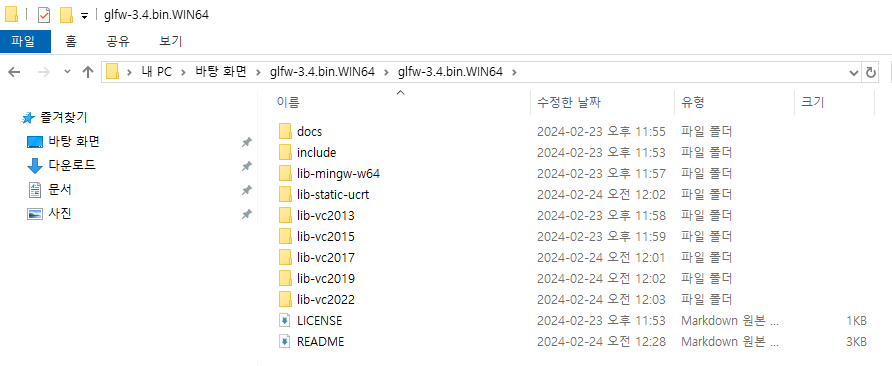 glfw-3.4.bin.WIN64
파일 홈 공유 보기
내 PC 바탕 화면 glfw-3.4.bin.WIN64 glfw-3.4.bin.WIN64
즐겨찾기
바탕 화면
다운로드
문서
사진
이름 수정한 날짜 유형 크기
docs 2024-02-23 오후 11:55 파일 폴더
include 2024-02-23 오후 11:53 파일 폴더
lib-mingw-w64 2024-02-23 오후 11:57 파일 폴더
lib-static-ucrt 2024-02-24 오전 12:02 파일 폴더
lib-vc2013 2024-02-23 오후 11:58 파일 폴더
lib-vc2015 2024-02-23 오후 11:59 파일 폴더
lib-vc2017 2024-02-24 오전 12:01 파일 폴더
lib-vc2019 2024-02-24 오전 12:02 파일 폴더
lib-vc2022 2024-02-24 오전 12:03 파일 폴더
LICENSE 2024-02-23 오후 11:53 Markdown 원본 ... 1KB
README 2024-02-24 오전 12:28 Markdown 원본 ... 3KB